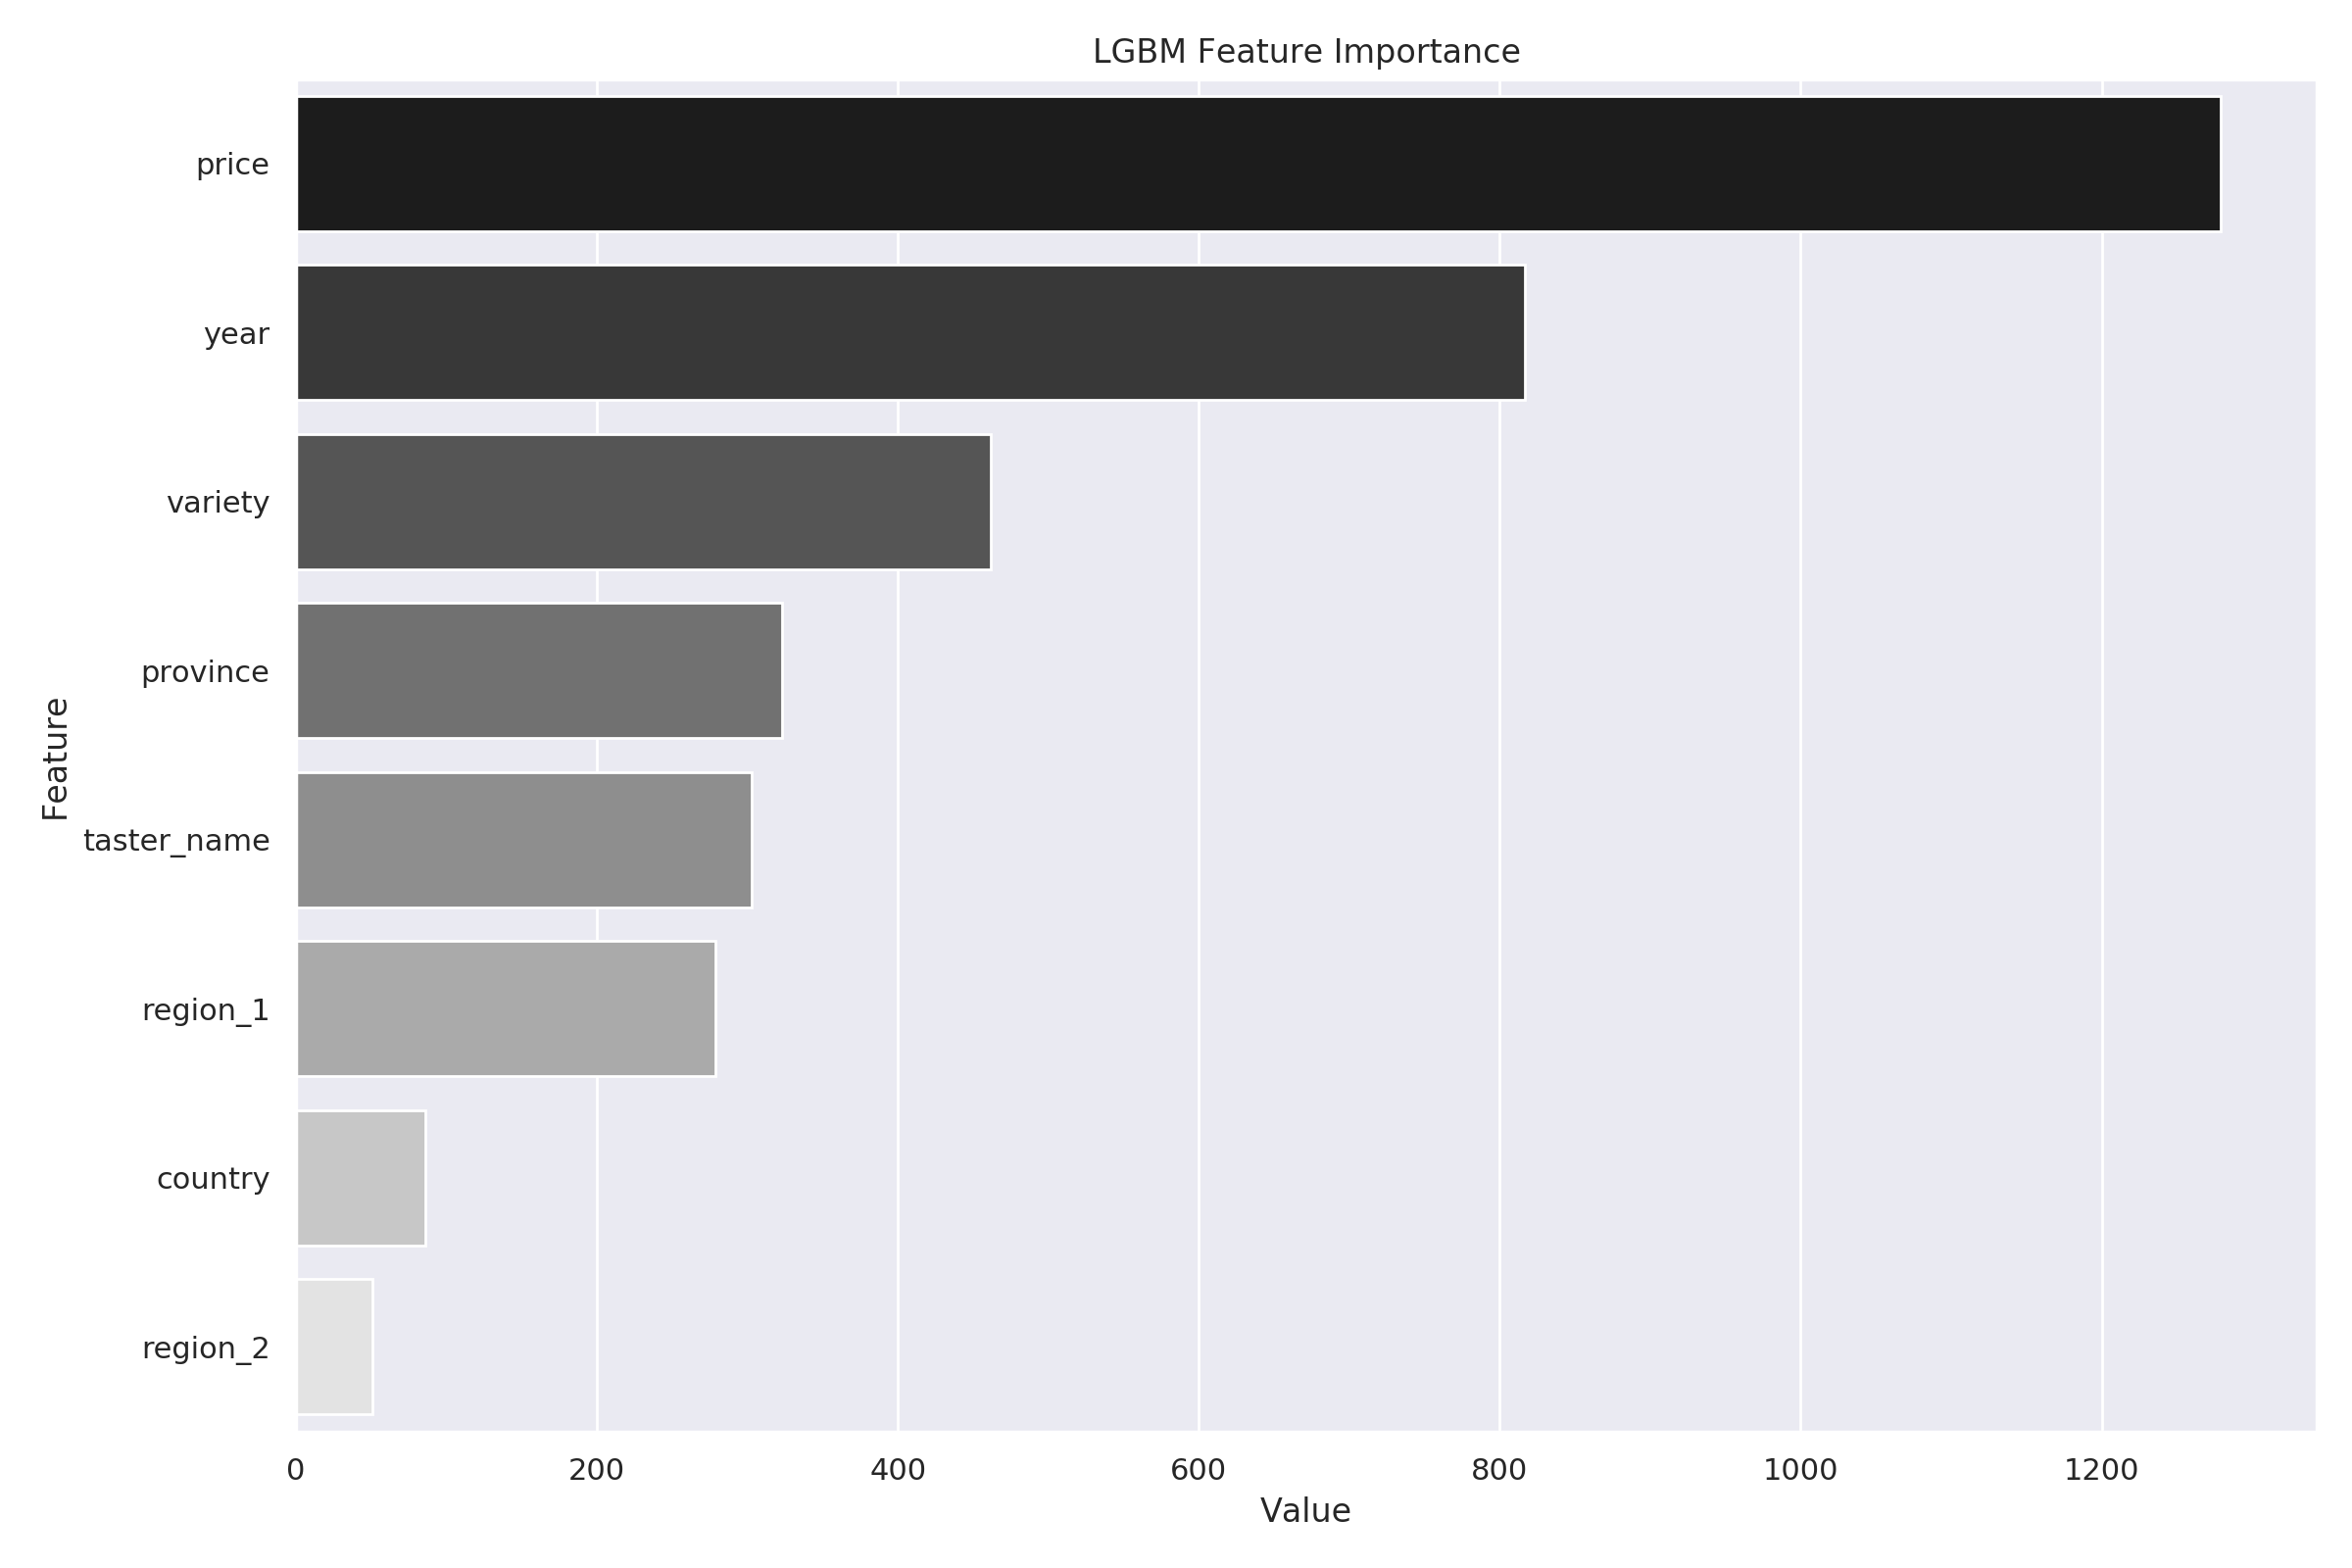 LGBM Feature Importance
price
year
variety
province
taster_name
region_1
country
region_2
Feature
0 200 400 600 800 1000 1200
Value